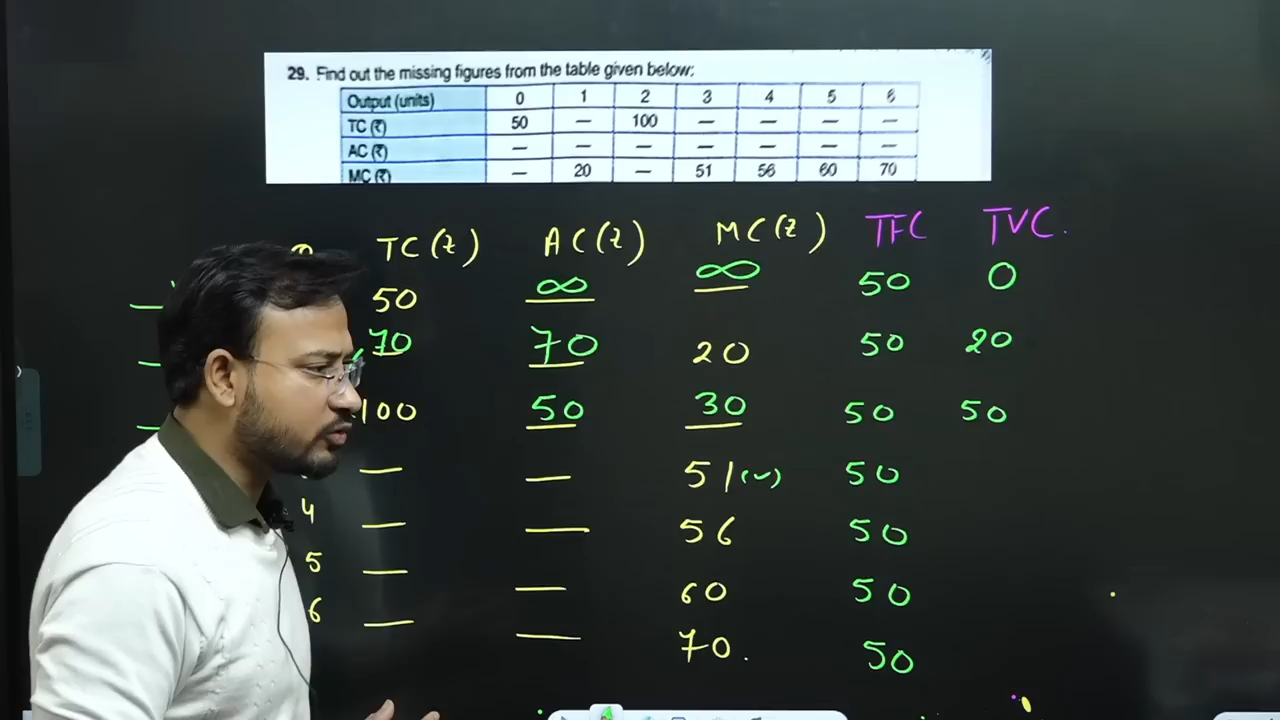 29. Find out the missing figures from the table given below:
Output (units) 0 1 2 3 4 5 6
TC (₹) 50 — 100 — — — —
AC (₹) — — — — — — —
MC (₹) — 20 — 51 56 60 70
TC (₹) AC (₹) MC (₹) TFC TVC.
50 ∞ ∞ 50 0
70 70 20 50 20
100 50 30 50 50
— — 51 (v) 50
4 — — 56 50
5 — — 60 50
6 — — 70. 50